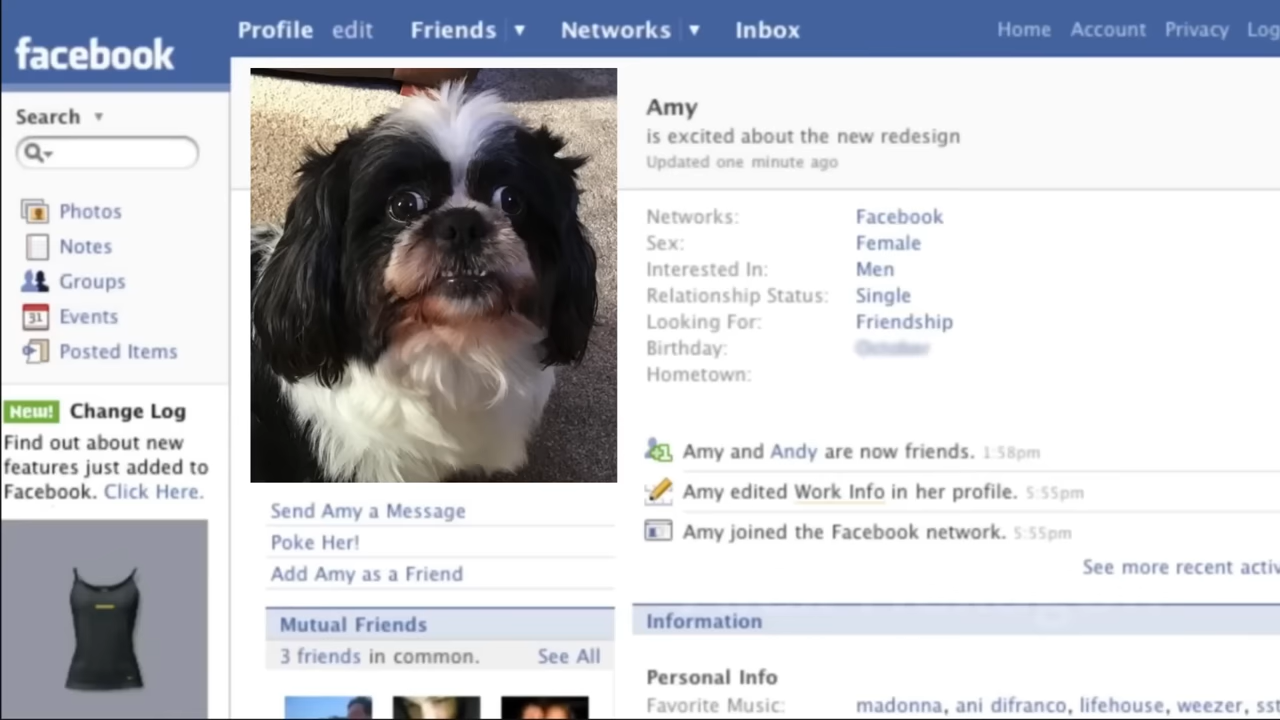 facebook
Profile edit Friends Networks Inbox
Home Account Privacy
Search
Photos
Notes
Groups
31 Events
Posted Items
New! Change Log
Find out about new
features just added to
Facebook. Click Here.
Amy
is excited about the new redesign
Updated one minute ago
Networks: Facebook
Sex: Female
Interested In: Men
Relationship Status: Single
Looking For: Friendship
Birthday:
Hometown:
Amy and Andy are now friends. 1:58pm
Amy edited Work Info in her profile. 5:55pm
Amy joined the Facebook network. 5:55pm
See more recent
Send Amy a Message
Poke Her!
Add Amy as a Friend
Mutual Friends
3 friends in common. See All
Information
Personal Info
Favorite Music: madonna, ani difranco, lifehouse, weezer,